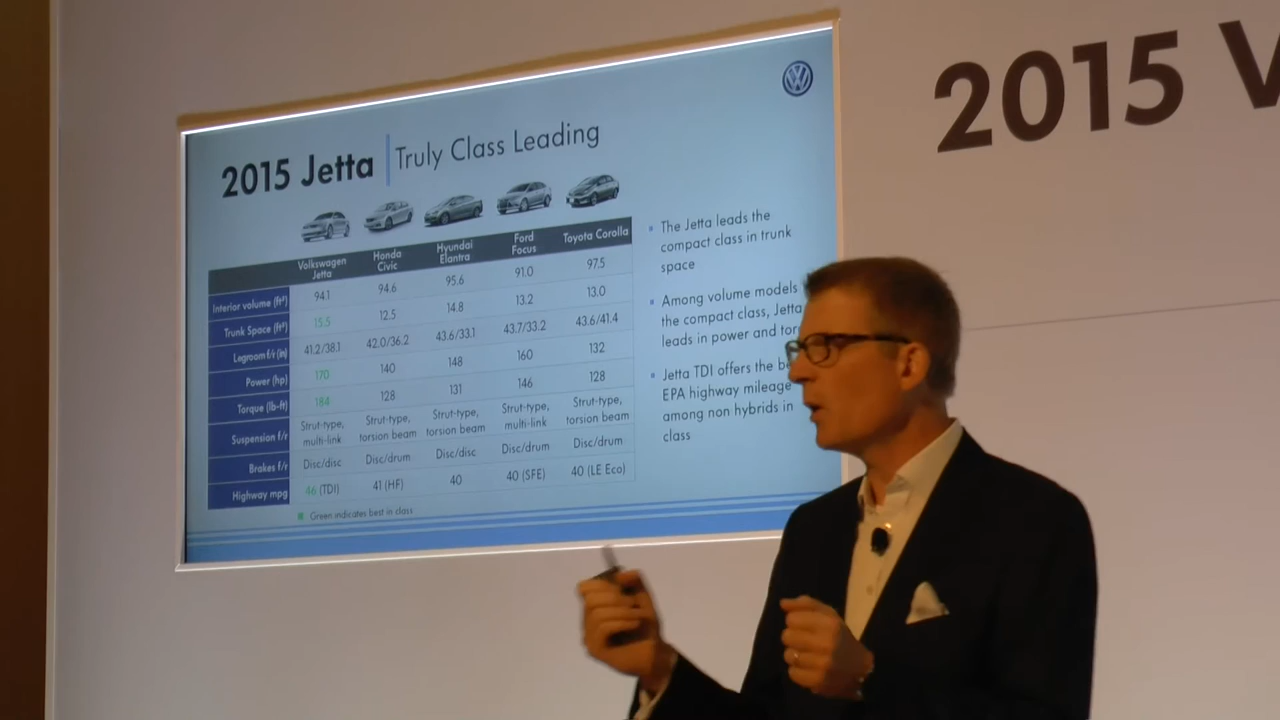 2015 V
2015 Jetta | Truly Class Leading
Volkswagen Jetta Honda Civic Hyundai Elantra Ford Focus Toyota Corolla
Interior volume (ft³) 94.1 94.6 95.6 91.0 97.5
Trunk Space (ft³) 15.5 12.5 14.8 13.2 13.0
Legroom f/r (in) 41.2/38.1 42.0/36.2 43.6/33.1 43.7/33.2 43.6/41.4
Power (hp) 170 140 148 160 132
Torque (lb-ft) 184 128 131 146 128
Suspension f/r Strut-type, multi-link Strut-type, torsion beam Strut-type, torsion beam Strut-type, multi-link Strut-type, torsion beam
Brakes f/r Disc/disc Disc/drum Disc/disc Disc/drum Disc/drum
Highway mpg 46 (TDI) 41 (HF) 40 40 (SFE) 40 (LE Eco)
Green indicates best in class
The Jetta leads the
compact class in trunk
space
Among volume models
the compact class, Jetta
leads in power and tor
Jetta TDI offers the be
EPA highway mileage
among non hybrids in
class